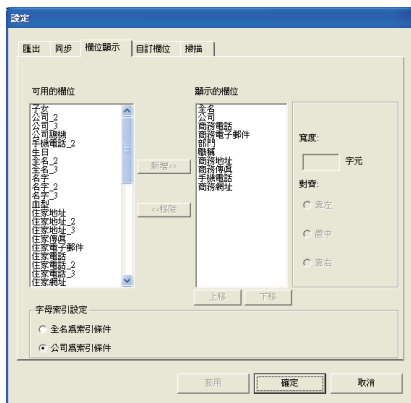 設定
匯出 同步 欄位顯示 自訂欄位 掃描
可用的欄位
子女
公司_2
公司_3
公司總機
手機電話_2
生日
全名_2
全名_3
名字
名字_2
名字_3
血型
住家地址
住家地址_2
住家地址_3
住家傳真
住家電子郵件
住家電話
住家電話_2
住家電話_3
住家網址
新增>>
<<移除
顯示的欄位
全名
公司
商務電話
商務電子郵件
部門
職稱
商務地址
商務傳真
手機電話
商務網址
上移 下移
寬度:
字元
對齊:
靠左
置中
靠右
字母索引設定
全名為索引條件
公司為索引條件
套用 確定 取消